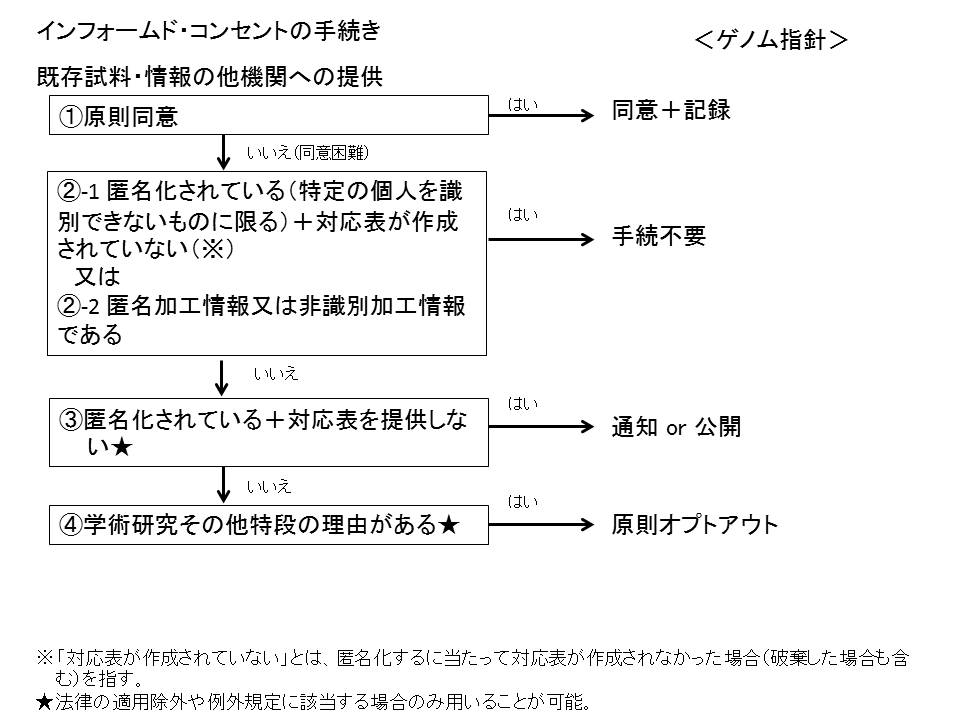 インフォームド・コンセントの手続き
＜ゲノム指針＞
既存試料・情報の他機関への提供
①原則同意
はい
同意＋記録
いいえ（同意困難）
②-1 匿名化されている（特定の個人を識
別できないものに限る）＋対応表が作成
されていない（※）
又は
②-2 匿名加工情報又は非識別加工情報
である
はい
手続不要
いいえ
③匿名化されている＋対応表を提供しな
い★
はい
通知 or 公開
いいえ
④学術研究その他特段の理由がある★
はい
原則オプトアウト
※「対応表が作成されていない」とは、匿名化するに当たって対応表が作成されなかった場合（破棄した場合も含
む）を指す。
★法律の適用除外や例外規定に該当する場合のみ用いることが可能。